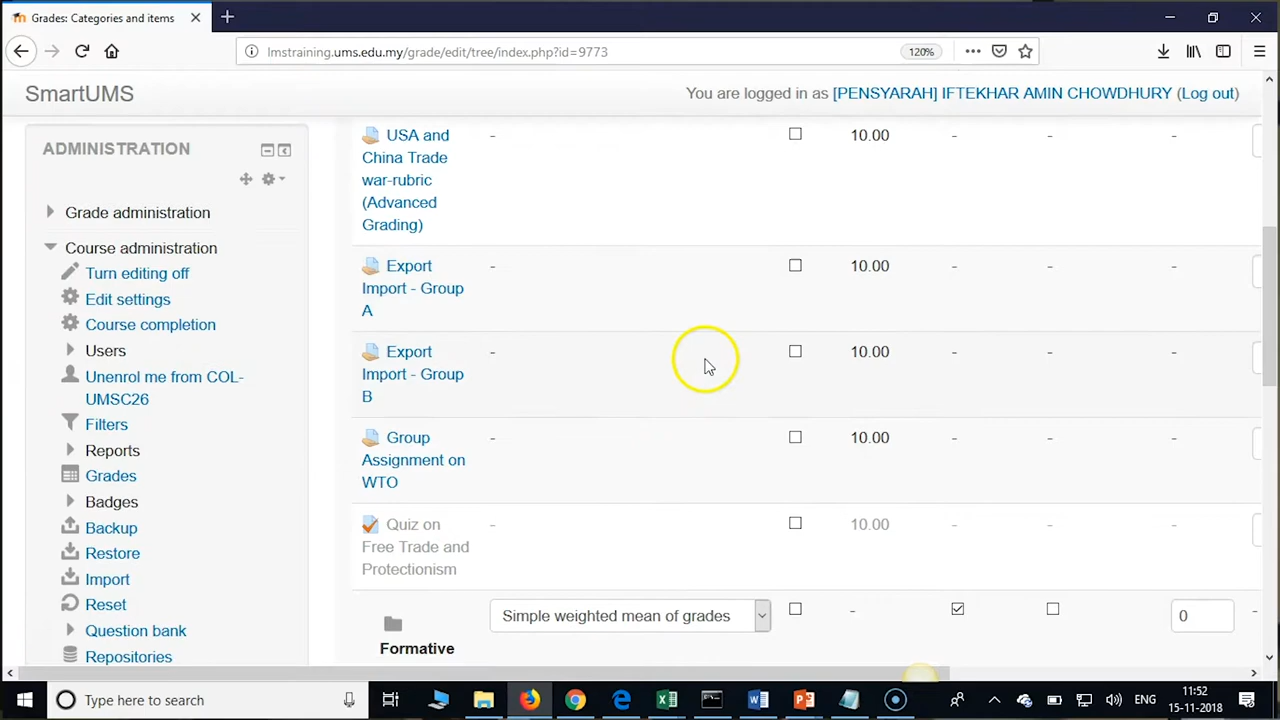 Grades: Categories and items
lmstraining.ums.edu.my/grade/edit/tree/index.php?id=9773
120%
SmartUMS
You are logged in as [PENSYARAH] IFTEKHAR AMIN CHOWDHURY (Log out)
ADMINISTRATION
Grade administration
Course administration
Turn editing off
Edit settings
Course completion
Users
Unenrol me from COL-
UMSC26
Filters
Reports
Grades
Badges
Backup
Restore
Import
Reset
Question bank
Repositories
USA and - 10.00 - - -
China Trade
war-rubric
(Advanced
Grading)
Export - 10.00 - - -
Import - Group
A
Export - 10.00 - - -
Import - Group
B
Group - 10.00 - - -
Assignment on
WTO
Quiz on - 10.00 - - -
Free Trade and
Protectionism
Simple weighted mean of grades - 0 -
Formative
Type here to search
ENG
11:52
15-11-2018